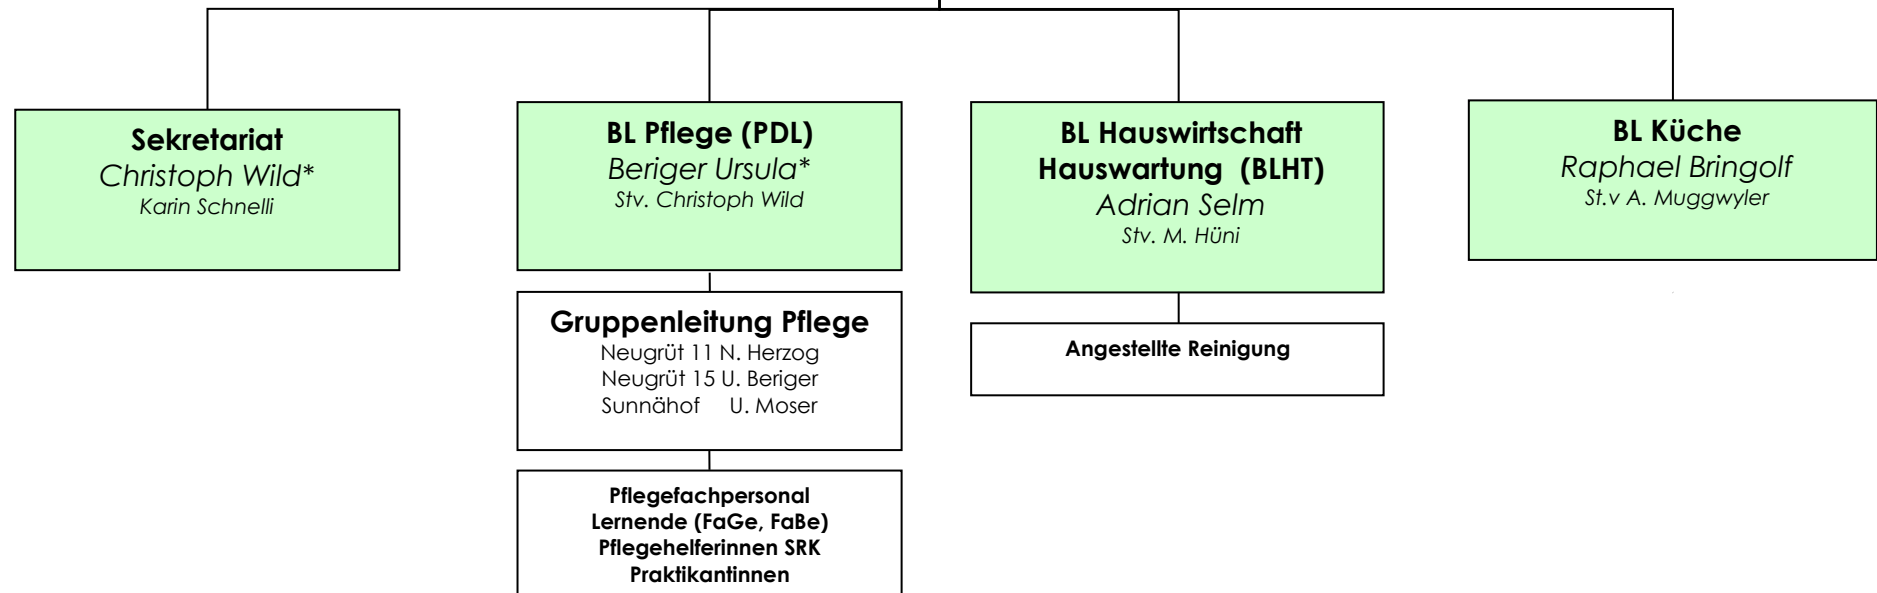 Sekretariat
Christoph Wild*
Karin Schnelli
BL Pflege (PDL)
Beriger Ursula*
Stv. Christoph Wild
BL Hauswirtschaft
Hauswartung (BLHT)
Adrian Selm
Stv. M. Hüni
BL Küche
Raphael Bringolf
St.v A. Muggwyler
Gruppenleitung Pflege
Neugrüt 11 N. Herzog
Neugrüt 15 U. Beriger
Sunnähof U. Moser
Angestellte Reinigung
Pflegefachpersonal
Lernende (FaGe, FaBe)
Pflegehelferinnen SRK
Praktikantinnen